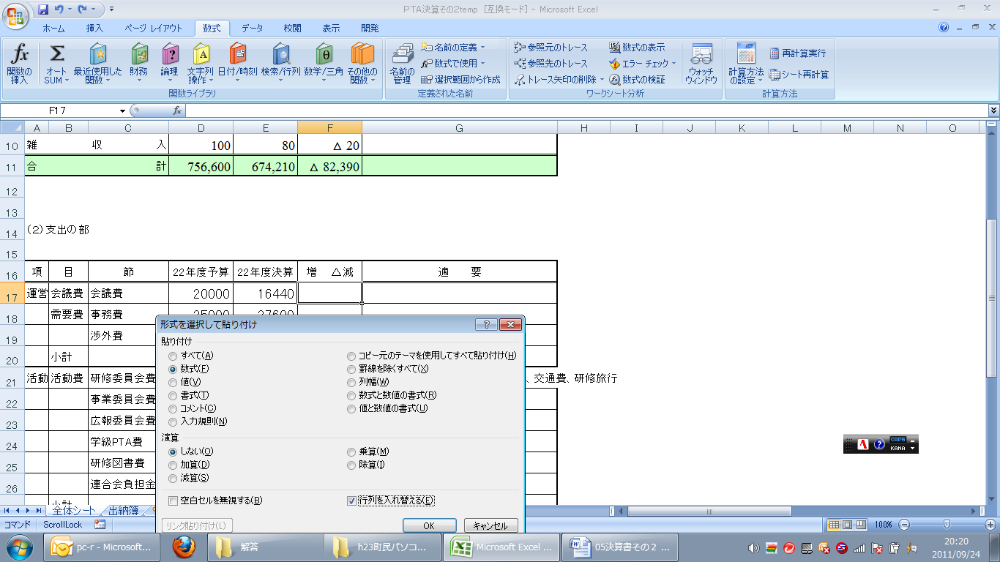 PTA決算その2temp [互換モード] - Microsoft Excel
ホーム 挿入 ページ レイアウト 数式 データ 校閲 表示 開発
fx Σ ? A θ
関数の挿入 オート SUM 最近使用した関数 財務 論理 文字列操作 日付/時刻 検索/行列 数学/三角 その他の関数
関数ライブラリ
名前の管理 名前の定義
数式で使用
選択範囲から作成
定義された名前
参照元のトレース 数式の表示
参照先のトレース エラー チェック
トレース矢印の削除 数式の検証
ウォッチ ウィンドウ
ワークシート分析
計算方法の設定 再計算実行
シート再計算
計算方法
F17 fx
A B C D E F G H I J K L M N O
10 雑 収 入 100 80 △ 20
11 合 計 756,600 674,210 △ 82,390
12
13
14 (2)支出の部
15
16 項 目 節 22年度予算 22年度決算 増 △減 適 要
17 運営 会議費 会議費 20000 16440
18 需要費 事務費
19 渉外費
20 小計
21 活動 活動費 研修委員会費 、交通費、研修旅行
22 事業委員会費
23 広報委員会費
24 学級PTA費
25 研修図書費
26 連合会負担金
小計
形式を選択して貼り付け
貼り付け
すべて(A) コピー元のテーマを使用してすべて貼り付け(H)
数式(F) 罫線を除くすべて(X)
値(V) 列幅(W)
書式(T) 数式と数値の書式(R)
コメント(C) 値と数値の書式(U)
入力規則(N)
演算
しない(O) 乗算(M)
加算(D) 除算(I)
減算(S)
空白セルを無視する(B) 行列を入れ替える(E)
リンク貼り付け(L) OK キャンセル
A ? CAPS
KANA
全体シート 出納簿
コマンド ScrollLock 100%
pc-r - Microsoft... 解答 h23町民パソコ... Microsoft Excel ... 05決算書その２ ...
20:20
2011/09/24